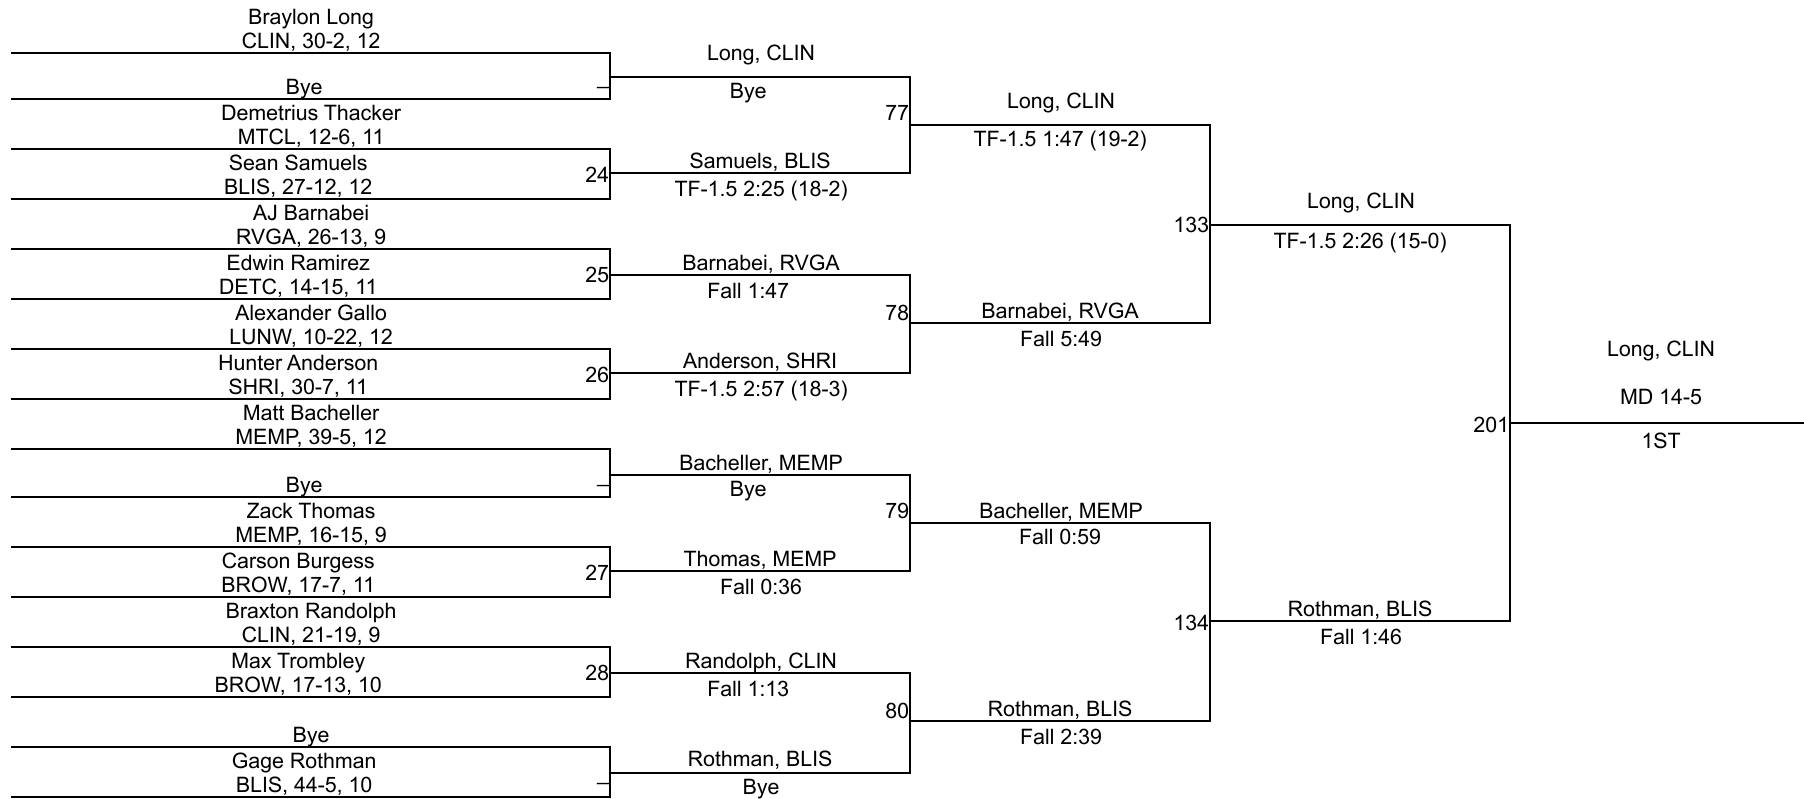 Braylon Long
CLIN, 30-2, 12
Bye
Demetrius Thacker
MTCL, 12-6, 11
Sean Samuels
BLIS, 27-12, 12
AJ Barnabei
RVGA, 26-13, 9
Edwin Ramirez
DETC, 14-15, 11
Alexander Gallo
LUNW, 10-22, 12
Hunter Anderson
SHRI, 30-7, 11
Matt Bacheller
MEMP, 39-5, 12
Bye
Zack Thomas
MEMP, 16-15, 9
Carson Burgess
BROW, 17-7, 11
Braxton Randolph
CLIN, 21-19, 9
Max Trombley
BROW, 17-13, 10
Bye
Gage Rothman
BLIS, 44-5, 10
–
24
25
26
–
27
28
–
Long, CLIN
Bye
Samuels, BLIS
TF-1.5 2:25 (18-2)
Barnabei, RVGA
Fall 1:47
Anderson, SHRI
TF-1.5 2:57 (18-3)
Bacheller, MEMP
Bye
Thomas, MEMP
Fall 0:36
Randolph, CLIN
Fall 1:13
Rothman, BLIS
Bye
77
78
79
80
Long, CLIN
TF-1.5 1:47 (19-2)
Barnabei, RVGA
Fall 5:49
Bacheller, MEMP
Fall 0:59
Rothman, BLIS
Fall 2:39
133
134
Long, CLIN
TF-1.5 2:26 (15-0)
Rothman, BLIS
Fall 1:46
201
Long, CLIN
MD 14-5
1ST